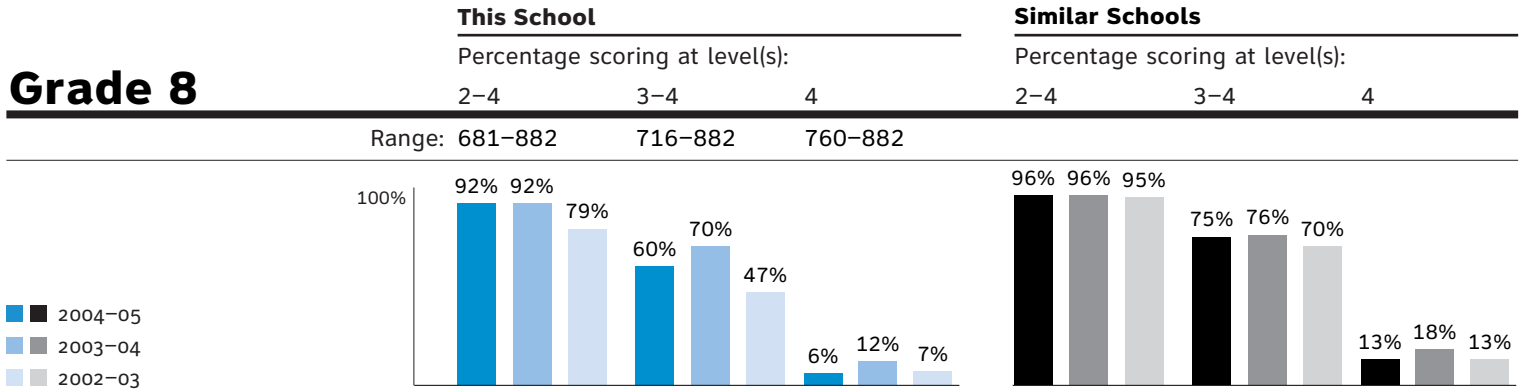 This School Similar Schools
Percentage scoring at level(s): Percentage scoring at level(s):
Grade 8 2–4 3–4 4 2–4 3–4 4
Range: 681–882 716–882 760–882
100% 92% 92% 79% 60% 70% 47% 6% 12% 7% 96% 96% 95% 75% 76% 70% 13% 18% 13%
2004–05
2003–04
2002–03